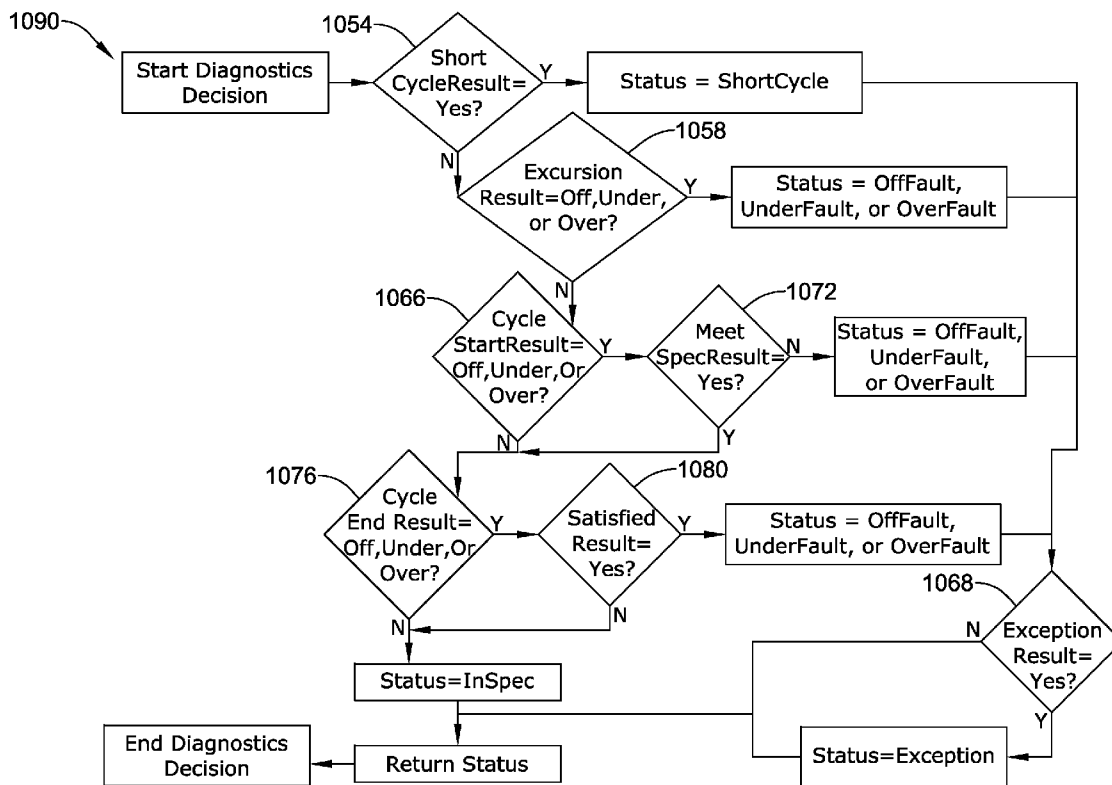 1090
1054
Start Diagnostics
Decision
Short
CycleResult=
Yes?
Y
N
Status = ShortCycle
1058
Excursion
Result=Off,Under,
or Over?
Y
N
Status = OffFault,
UnderFault, or OverFault
1066
Cycle
StartResult=
Off,Under,Or
Over?
Y
N
1072
Meet
SpecResult=
Yes?
N
Y
Status = OffFault,
UnderFault,
or OverFault
1076
Cycle
End Result=
Off,Under,Or
Over?
Y
N
1080
Satisfied
Result=
Yes?
Y
N
Status = OffFault,
UnderFault, or OverFault
1068
Exception
Result=
Yes?
N
Y
Status=InSpec
Status=Exception
Return Status
End Diagnostics
Decision